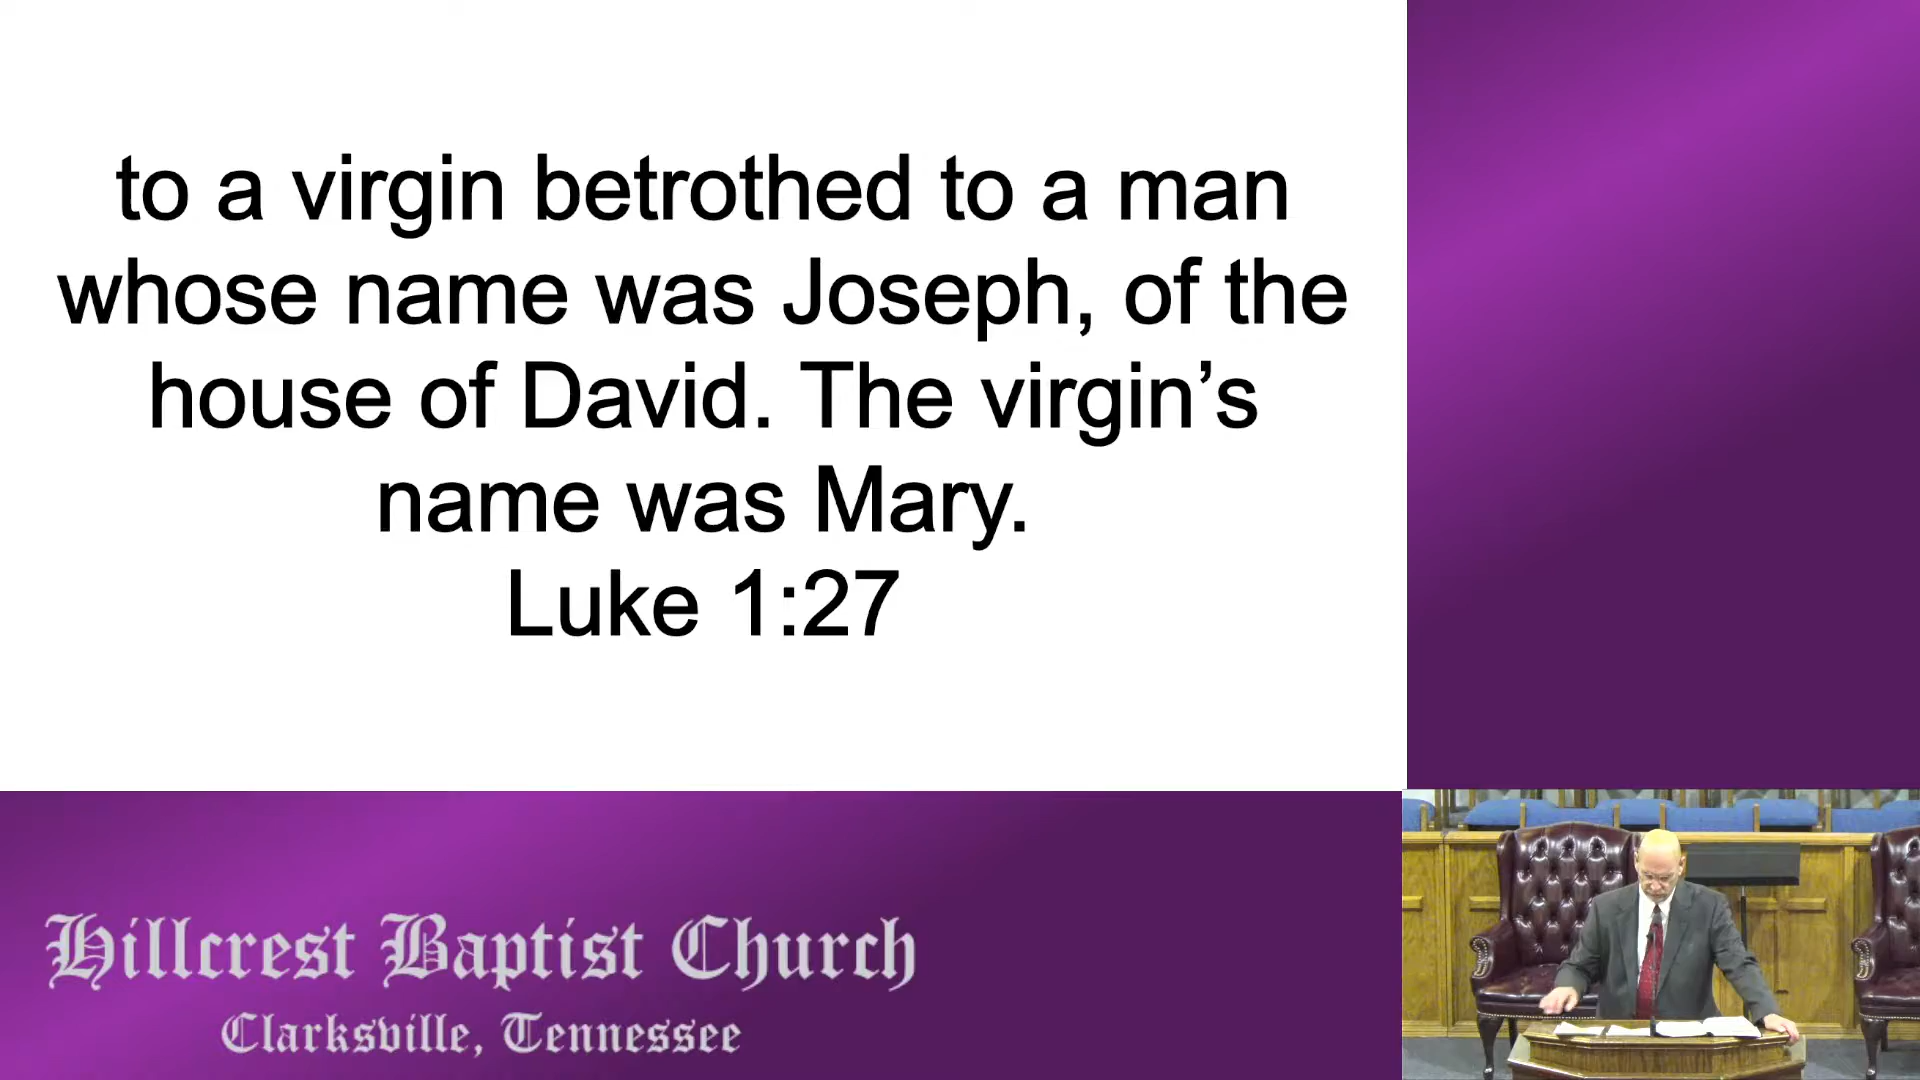 to a virgin betrothed to a man
whose name was Joseph, of the
house of David. The virgin’s
name was Mary.
Luke 1:27
Hillcrest Baptist Church
Clarksville, Tennessee